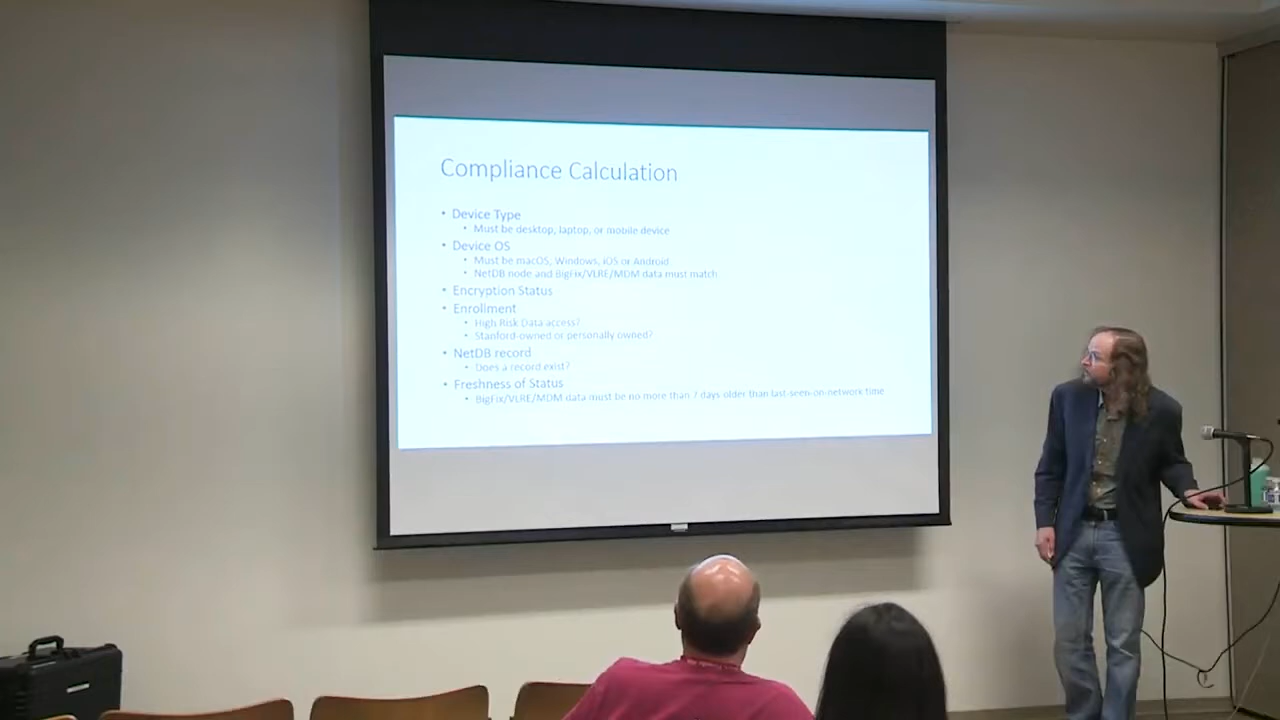 Compliance Calculation
• Device Type
• Must be desktop, laptop, or mobile device
• Device OS
• Must be macOS, Windows, iOS or Android
• NetDB node and BigFix/VLRE/MDM data must match
• Encryption Status
• Enrollment
• High Risk Data access?
• Stanford-owned or personally owned?
• NetDB record
• Does a record exist?
• Freshness of Status
• BigFix/VLRE/MDM data must be no more than 7 days older than last-seen-on-network time